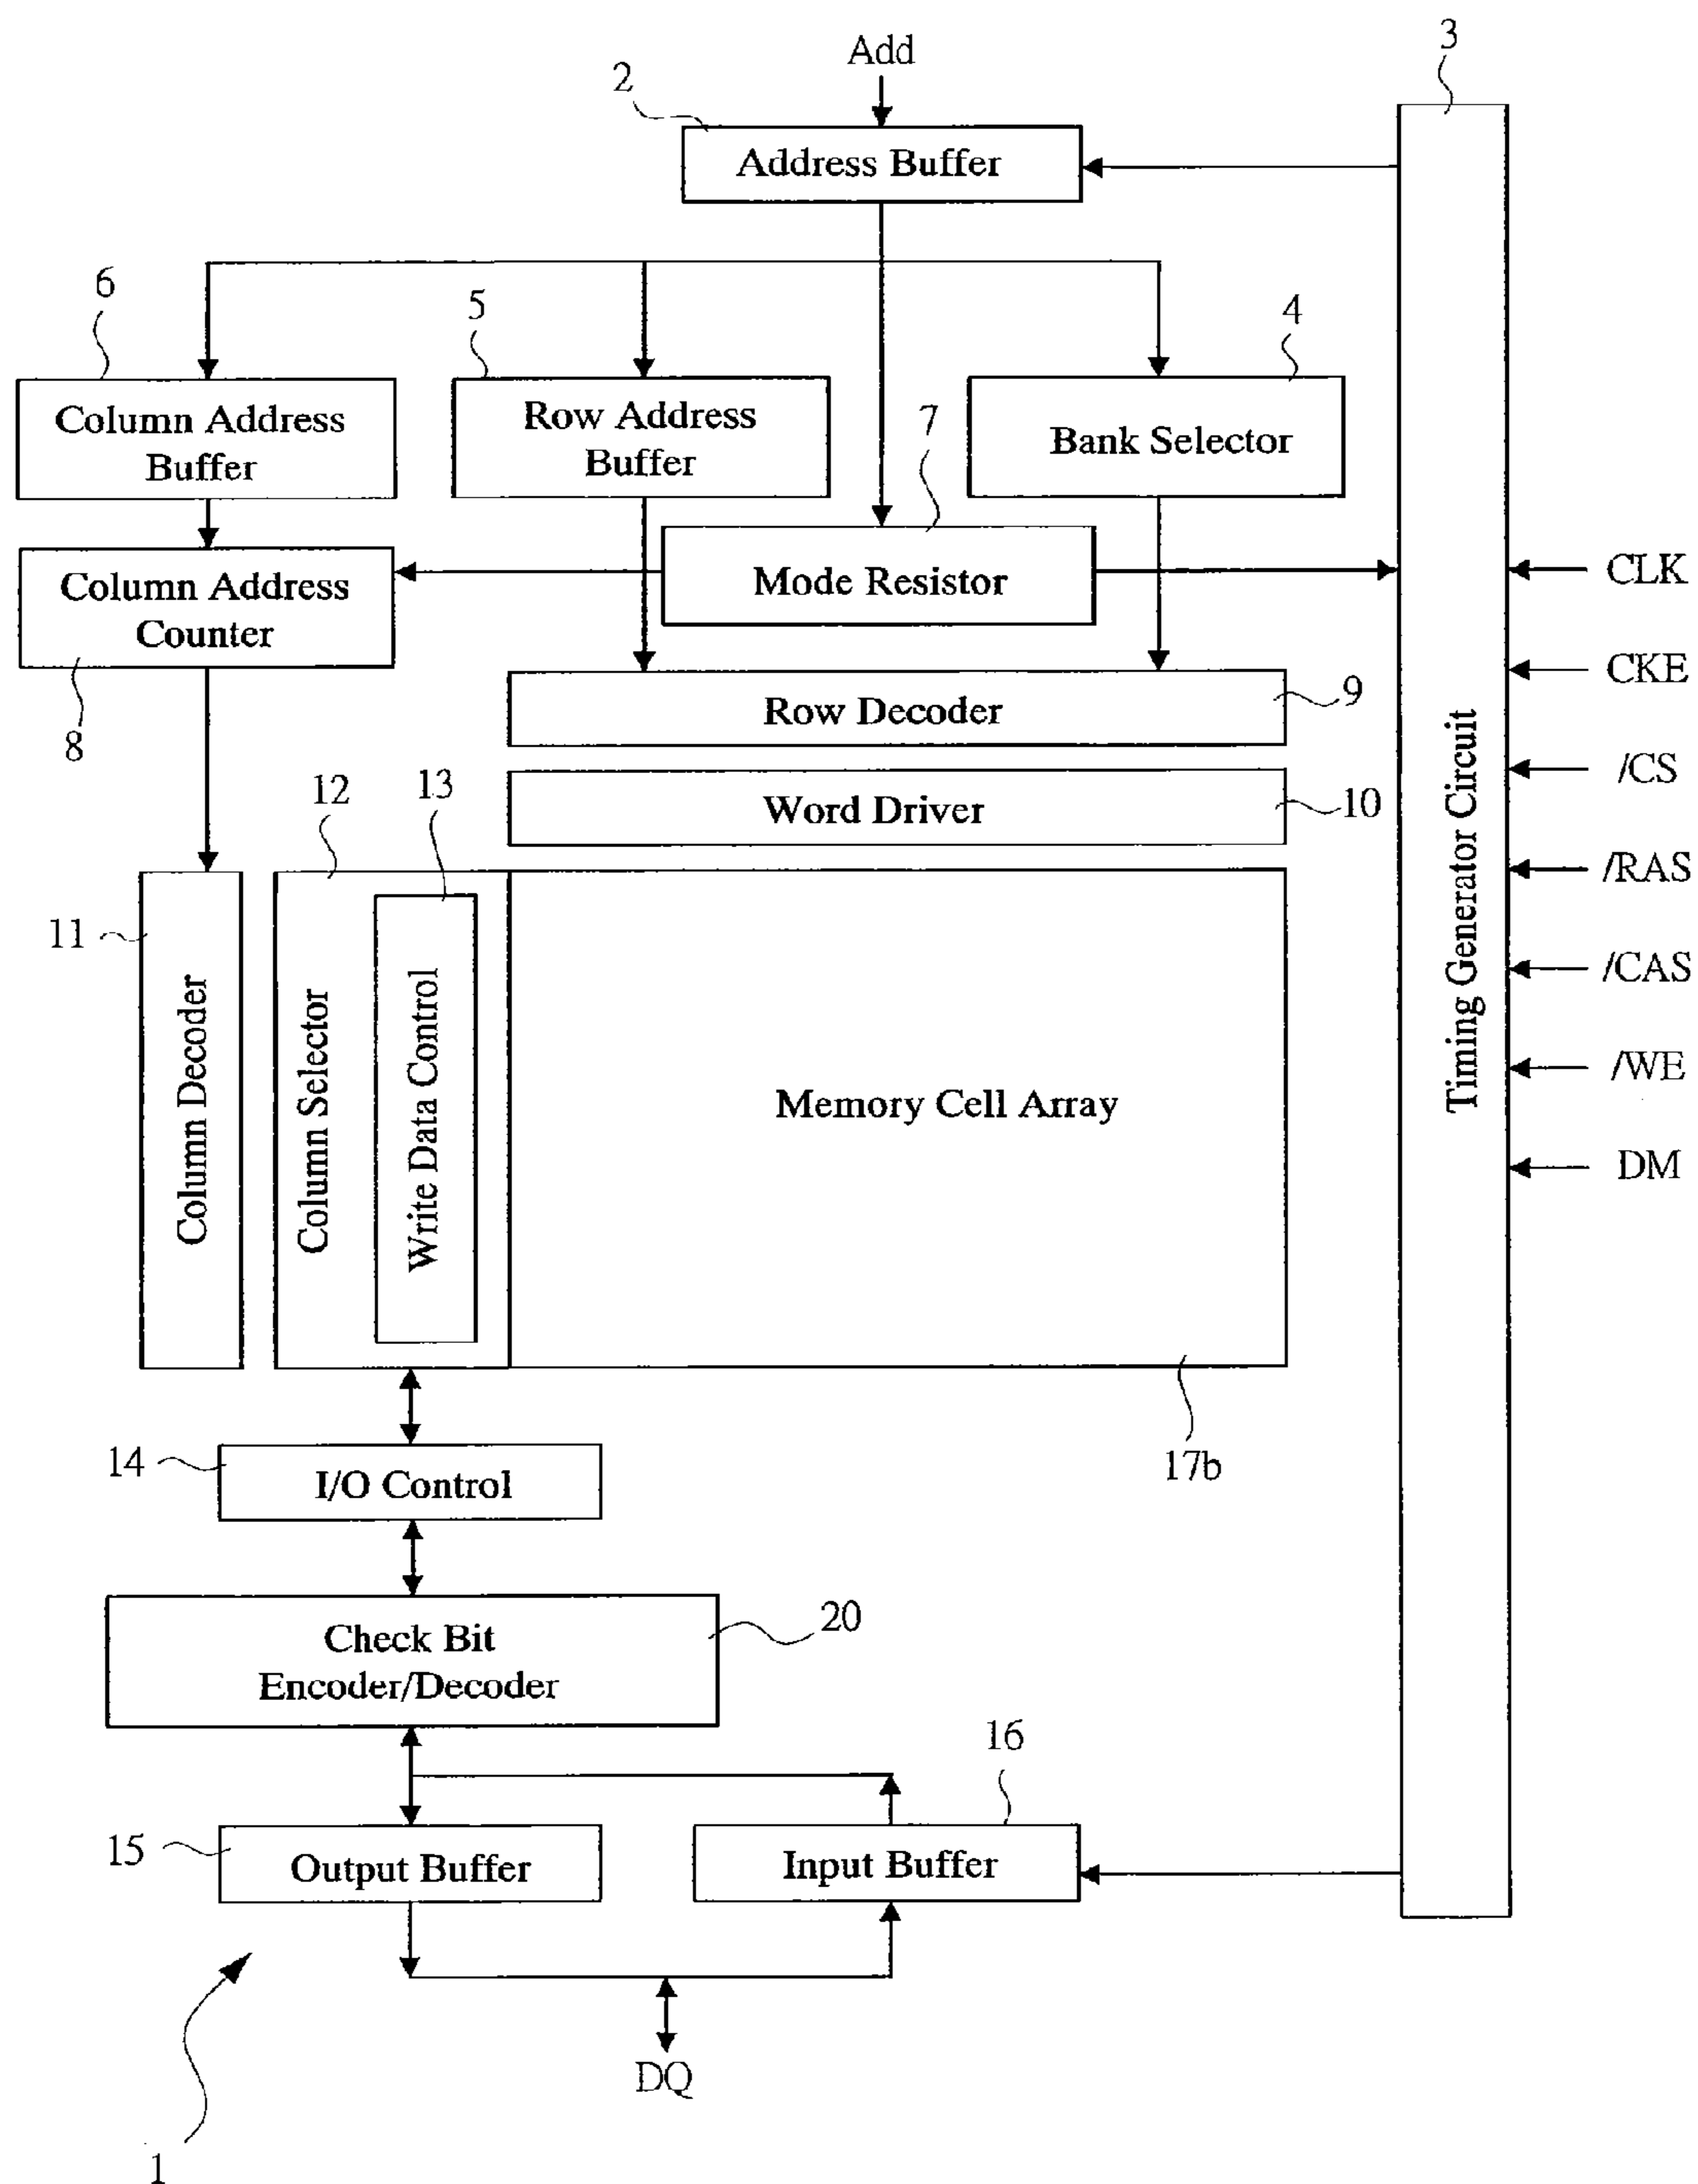 Add
3
2
Address Buffer
6
5
4
Column Address
Buffer
Row Address
Buffer
7
Bank Selector
Mode Resistor
CLK
Column Address
Counter
CKE
8
Row Decoder
9
/CS
12
13
Word Driver
10
Timing Generator Circuit
/RAS
11
Column Decoder
Column Selector
Write Data Control
/CAS
Memory Cell Array
/WE
DM
14
I/O Control
17b
Check Bit
Encoder/Decoder
20
16
15
Output Buffer
Input Buffer
DQ
1